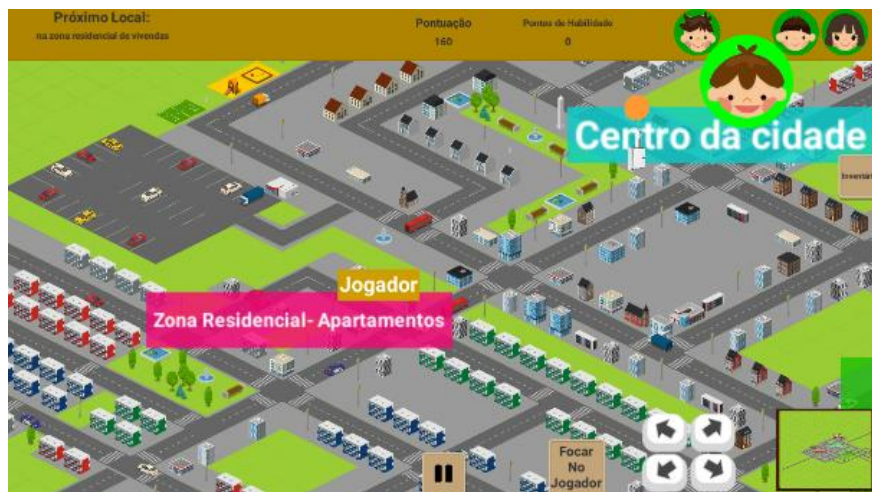 Próximo Local:
na zona residencial de vivendas
Pontuação
160
Pontos de Habilidade
0
Centro da cidade
Jogador
Zona Residencial- Apartamentos
Focar
No
Jogador